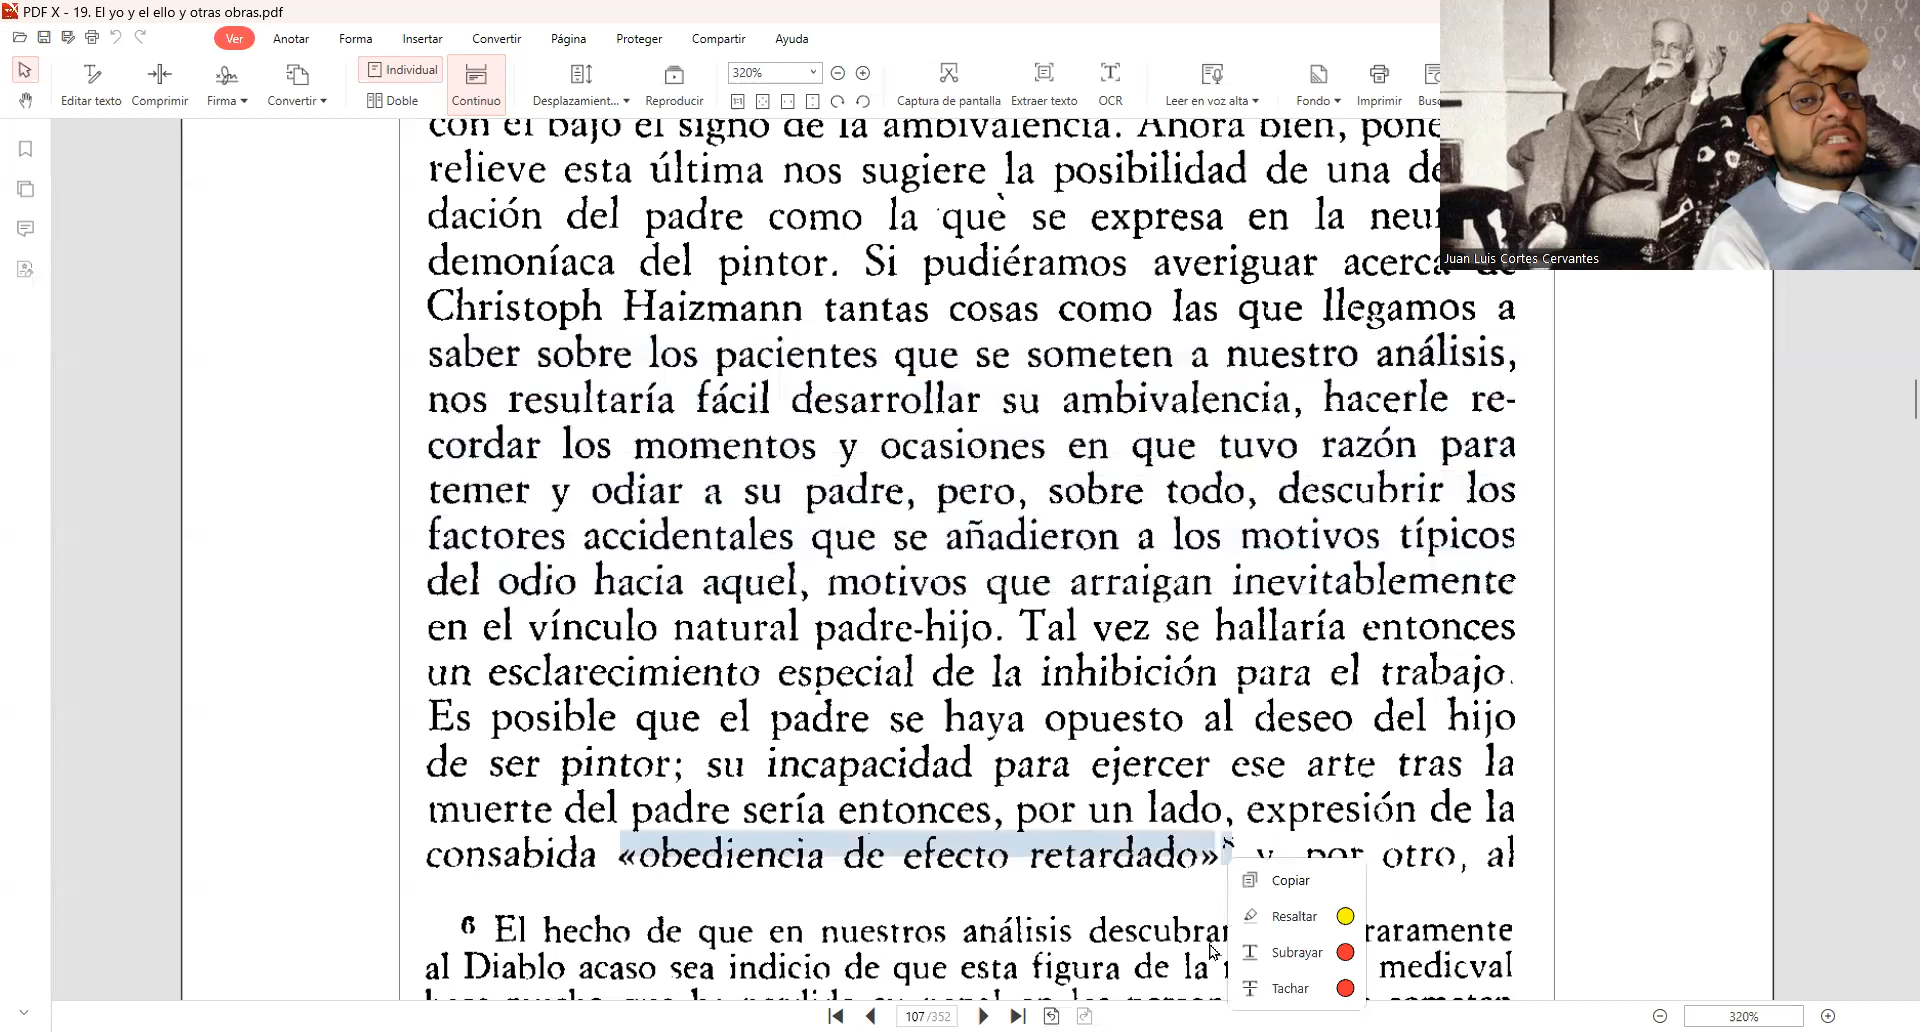 PDF X - 19. El yo y el ello y otras obras.pdf
Ver Anotar Forma Insertar Convertir Página Proteger Compartir Ayuda
Individual
320%
Editar texto Comprimir Firma Convertir Doble Continuo Desplazamient... Reproducir Captura de pantalla Extraer texto OCR Leer en voz alta Fondo Imprimir
Juan Luis Cortes Cervantes
con él bajo el signo de la ambivalencia. Ahora bien, pone
relieve esta última nos sugiere la posibilidad de una
dación del padre como la que se expresa en la
demoníaca del pintor. Si pudiéramos averiguar acerca de
Christoph Haizmann tantas cosas como las que llegamos a
saber sobre los pacientes que se someten a nuestro análisis,
nos resultaría fácil desarrollar su ambivalencia, hacerle re-
cordar los momentos y ocasiones en que tuvo razón para
temer y odiar a su padre, pero, sobre todo, descubrir los
factores accidentales que se añadieron a los motivos típicos
del odio hacia aquel, motivos que arraigan inevitablemente
en el vínculo natural padre-hijo. Tal vez se hallaría entonces
un esclarecimiento especial de la inhibición para el trabajo.
Es posible que el padre se haya opuesto al deseo del hijo
de ser pintor; su incapacidad para ejercer ese arte tras la
muerte del padre sería entonces, por un lado, expresión de la
consabida «obediencia de efecto retardado»⁸ y, por otro, al
Copiar
Resaltar
Subrayar
Tachar
6 El hecho de que en nuestros análisis raramente
al Diablo acaso sea indicio de que esta figura de la medieval
107/352
320%